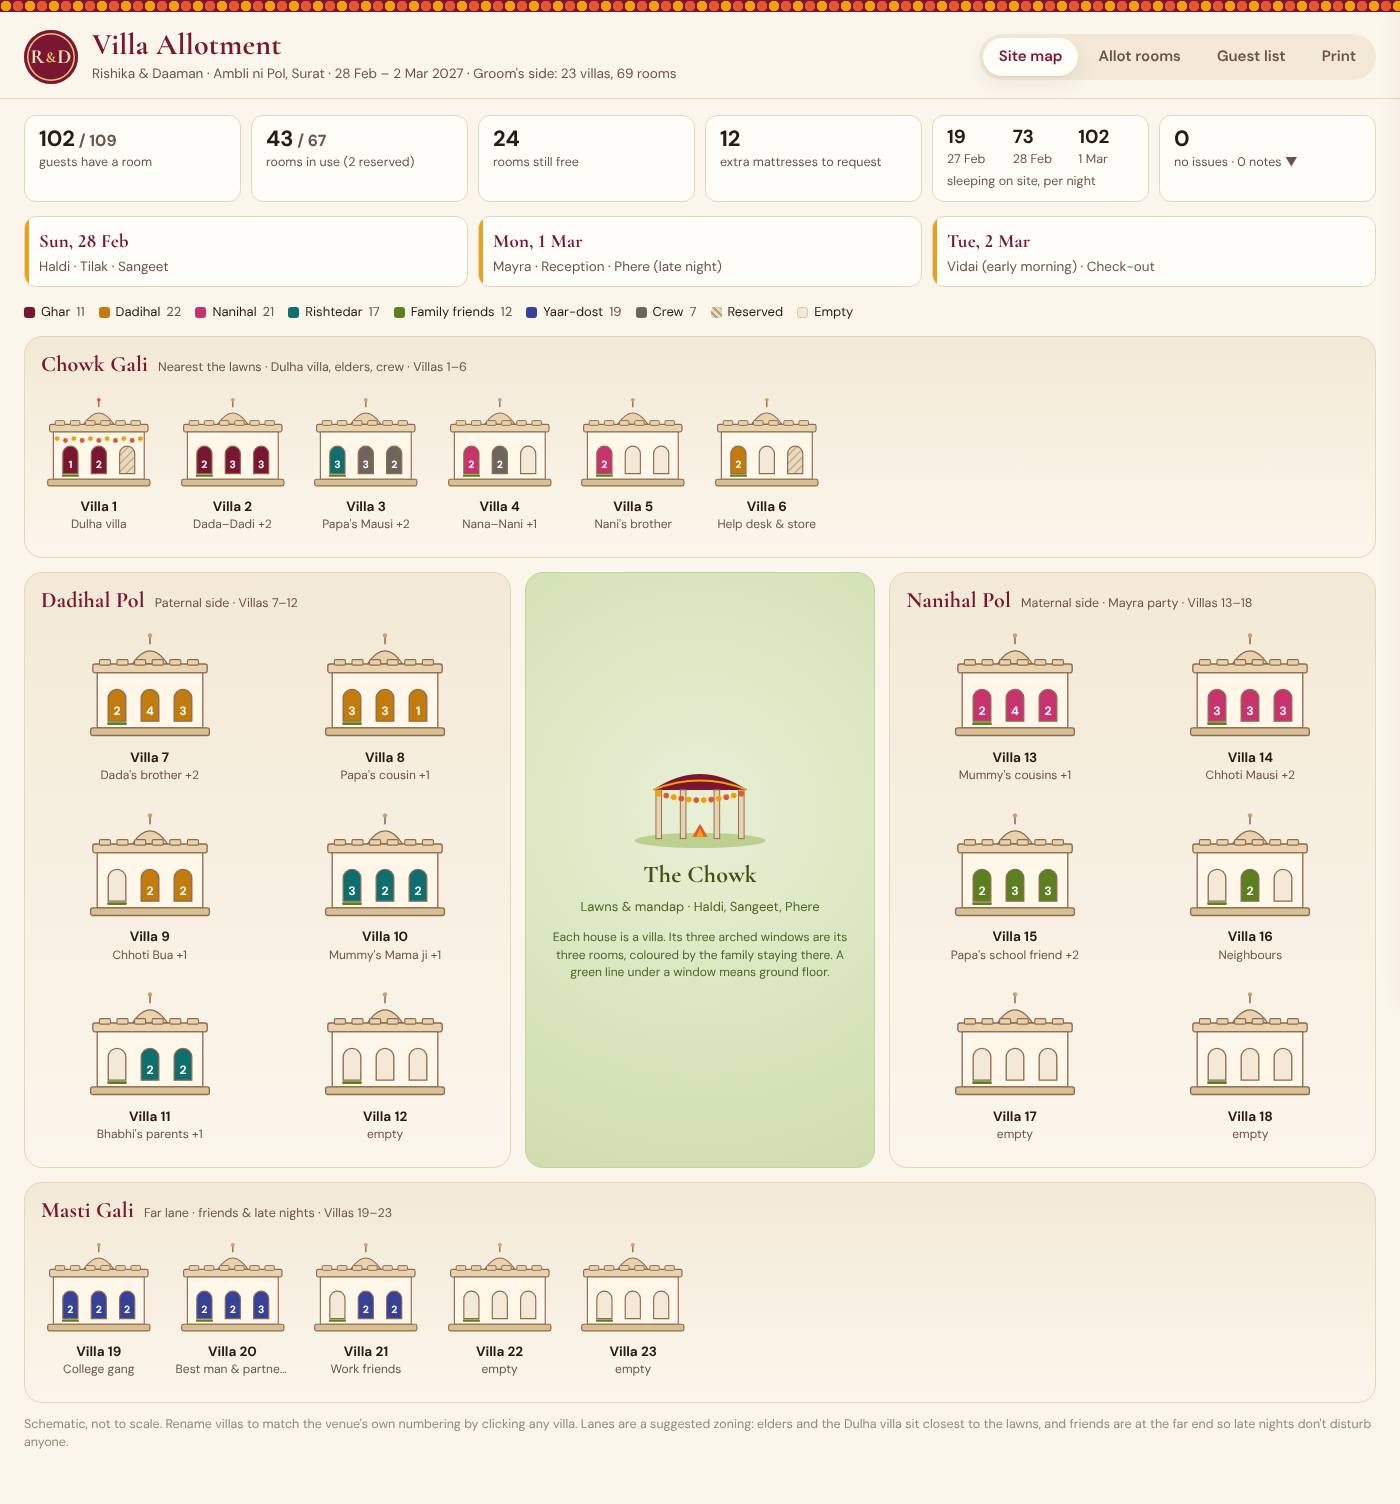 R&D
Villa Allotment
Rishika & Daaman · Ambli ni Pol, Surat · 28 Feb – 2 Mar 2027 · Groom's side: 23 villas, 69 rooms
Site map
Allot rooms
Guest list
Print
102 / 109
guests have a room
43 / 67
rooms in use (2 reserved)
24
rooms still free
12
extra mattresses to request
19 73 102
27 Feb 28 Feb 1 Mar
sleeping on site, per night
0
no issues · 0 notes ▼
Sun, 28 Feb
Haldi · Tilak · Sangeet
Mon, 1 Mar
Mayra · Reception · Phere (late night)
Tue, 2 Mar
Vidai (early morning) · Check-out
Ghar 11 Dadihal 22 Nanihal 21 Rishtedar 17 Family friends 12 Yaar-dost 19 Crew 7 Reserved Empty
Chowk Gali Nearest the lawns · Dulha villa, elders, crew · Villas 1–6
1 2
Villa 1
Dulha villa
2 3 3
Villa 2
Dada–Dadi +2
3 3 2
Villa 3
Papa's Mausi +2
2 2
Villa 4
Nana–Nani +1
2
Villa 5
Nani's brother
2
Villa 6
Help desk & store
Dadihal Pol Paternal side · Villas 7–12
2 4 3
Villa 7
Dada's brother +2
3 3 1
Villa 8
Papa's cousin +1
2 2
Villa 9
Chhoti Bua +1
3 2 2
Villa 10
Mummy's Mama ji +1
2 2
Villa 11
Bhabhi's parents +1
Villa 12
empty
The Chowk
Lawns & mandap · Haldi, Sangeet, Phere
Each house is a villa. Its three arched windows are its
three rooms, coloured by the family staying there. A
green line under a window means ground floor.
Nanihal Pol Maternal side · Mayra party · Villas 13–18
2 4 2
Villa 13
Mummy's cousins +1
3 3 3
Villa 14
Chhoti Mausi +2
2 3 3
Villa 15
Papa's school friend +2
2
Villa 16
Neighbours
Villa 17
empty
Villa 18
empty
Masti Gali Far lane · friends & late nights · Villas 19–23
2 2 2
Villa 19
College gang
2 2 3
Villa 20
Best man & partne...
2 2
Villa 21
Work friends
Villa 22
empty
Villa 23
empty
Schematic, not to scale. Rename villas to match the venue's own numbering by clicking any villa. Lanes are a suggested zoning: elders and the Dulha villa sit closest to the lawns, and friends are at the far end so late nights don't disturb
anyone.